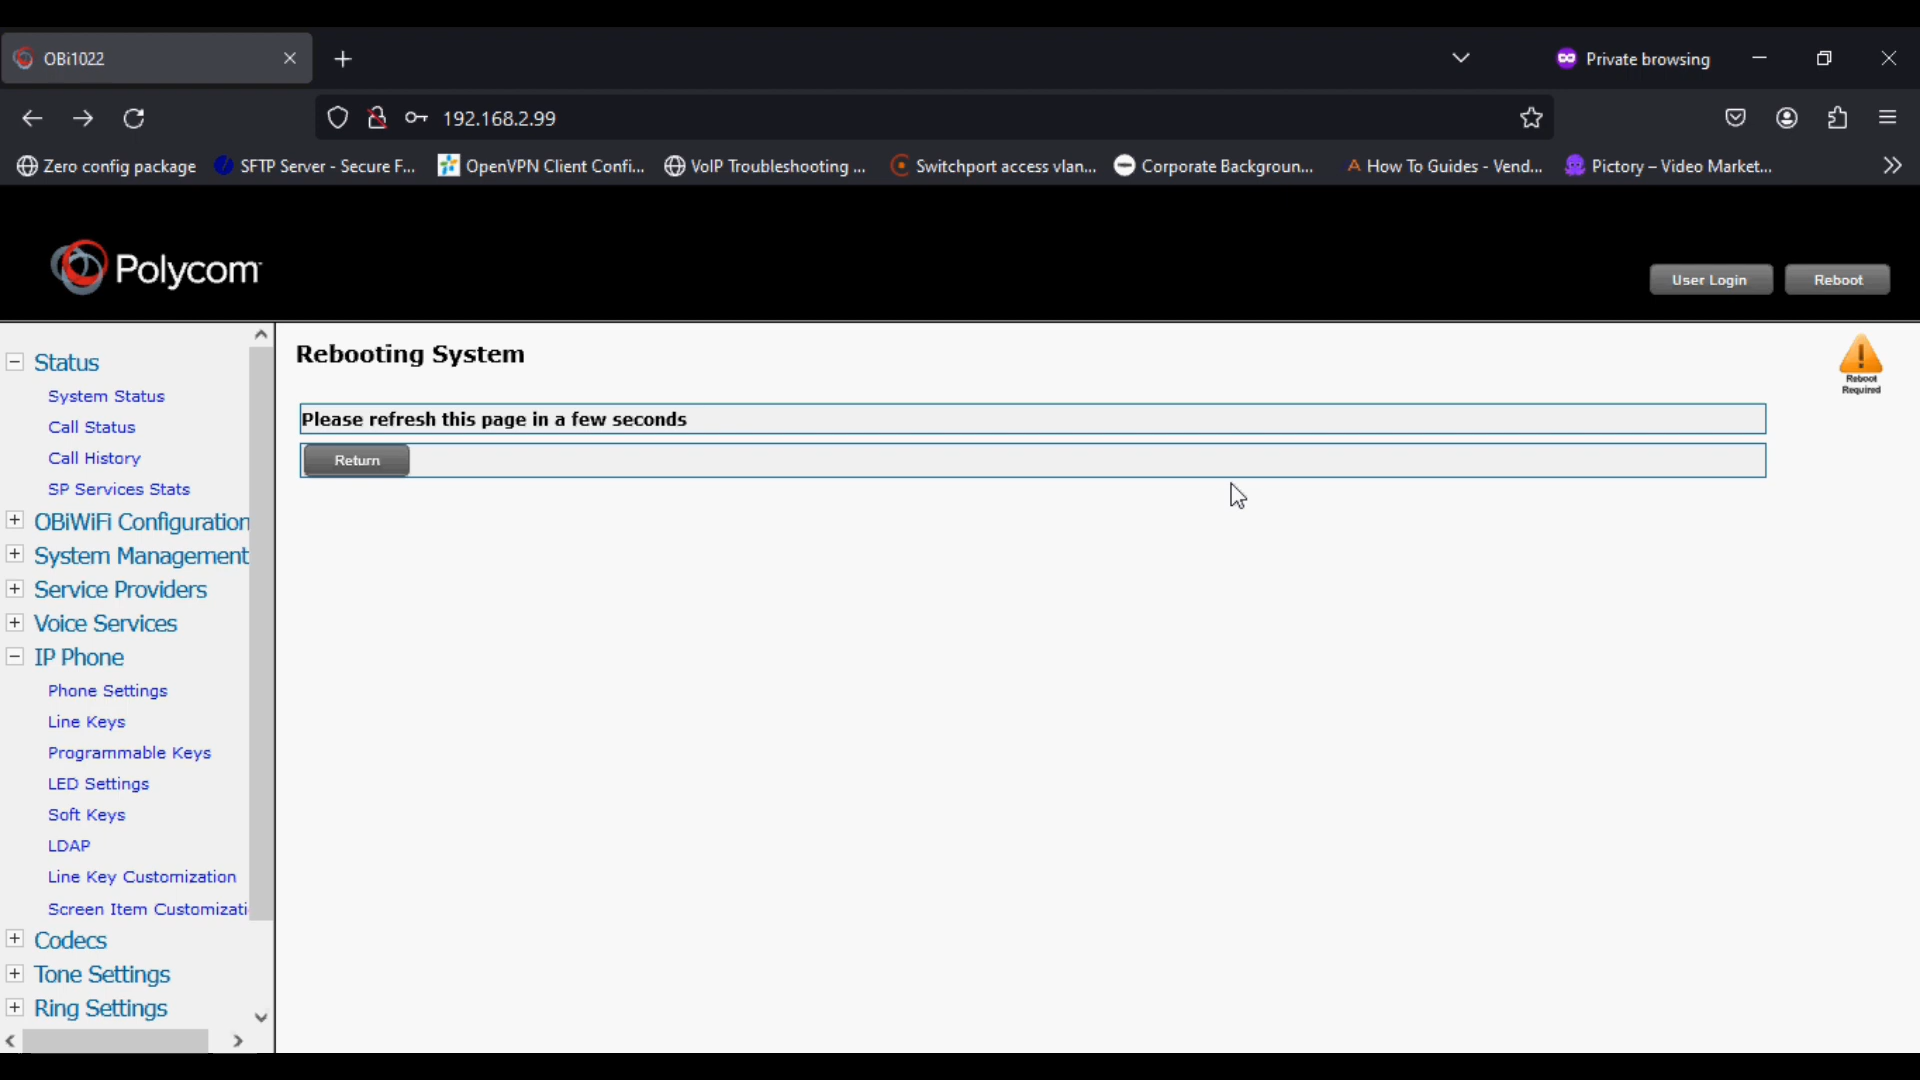 OBi1022
Private browsing
192.168.2.99
Zero config package
SFTP Server - Secure F...
OpenVPN Client Confi...
VoIP Troubleshooting ...
Switchport access vlan...
Corporate Backgroun...
How To Guides - Vend...
Pictory – Video Market...
Polycom
User Login
Reboot
Status
System Status
Call Status
Call History
SP Services Stats
OBiWiFi Configuration
System Management
Service Providers
Voice Services
IP Phone
Phone Settings
Line Keys
Programmable Keys
LED Settings
Soft Keys
LDAP
Line Key Customization
Screen Item Customizati
Codecs
Tone Settings
Ring Settings
Rebooting System
Reboot
Required
Please refresh this page in a few seconds
Return